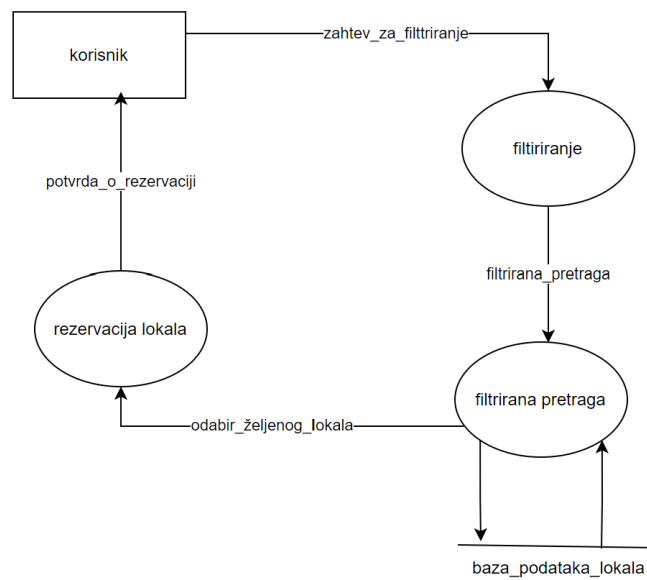 korisnik
zahtev_za_filttriranje
filtiriranje
potvrda_o_rezervaciji
filtrirana_pretraga
rezervacija lokala
filtrirana pretraga
odabir_željenog_lokala
baza_podataka_lokala